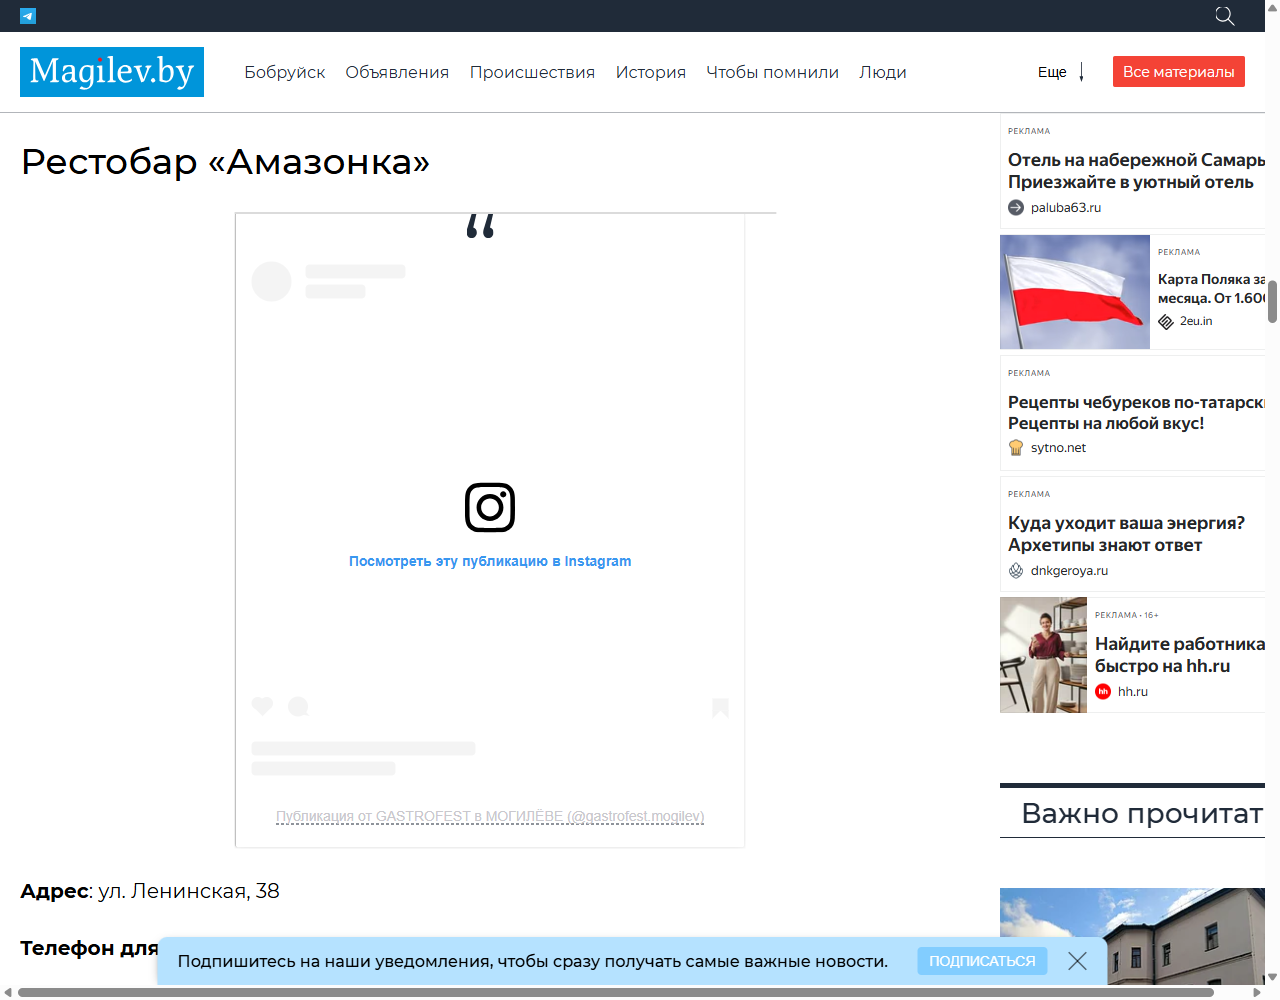 Magilev.by
Бобруйск
Объявления
Происшествия
История
Чтобы помнили
Люди
Еще
Все материалы
Рестобар «Амазонка»
Посмотреть эту публикацию в Instagram
Публикация от GASTROFEST в МОГИЛЁВЕ (@gastrofest.mogilev)
Адрес: ул. Ленинская, 38
Телефон для
РЕКЛАМА
Отель на набережной Самары
Приезжайте в уютный отель
paluba63.ru
РЕКЛАМА
Карта Поляка за
месяца. От 1.600
2eu.in
РЕКЛАМА
Рецепты чебуреков по-татарски
Рецепты на любой вкус!
sytno.net
РЕКЛАМА
Куда уходит ваша энергия?
Архетипы знают ответ
dnkgeroya.ru
РЕКЛАМА • 16+
Найдите работника
быстро на hh.ru
hh
hh.ru
Важно прочитат
Подпишитесь на наши уведомления, чтобы сразу получать самые важные новости.
ПОДПИСАТЬСЯ